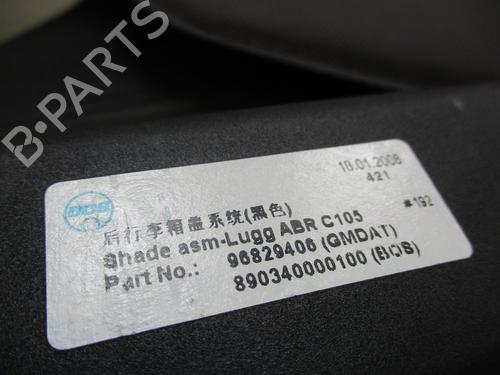 B-PARTS
18.01.2008
421
BOS
后行李箱盖系统(黑色)
#192
Shade asm-Lugg ABR C105
Part No.: 96829406 (GMDAT)
890340000100 (BOS)